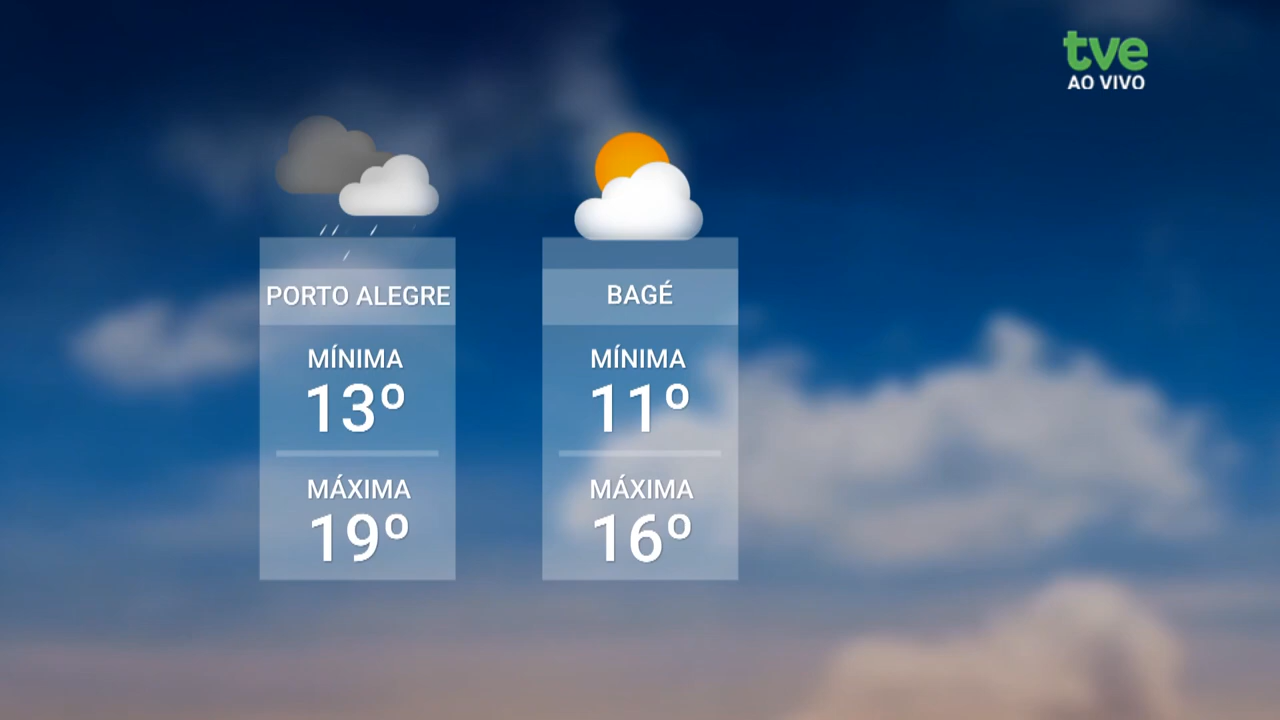 tve
AO VIVO
PORTO ALEGRE
MÍNIMA
13º
MÁXIMA
19º
BAGÉ
MÍNIMA
11º
MÁXIMA
16º